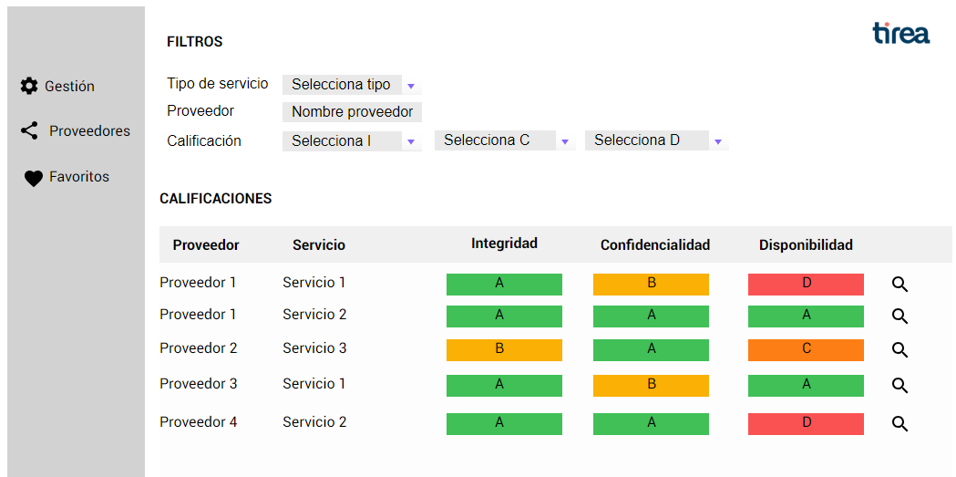 tirea
FILTROS
Gestión
Proveedores
Favoritos
Tipo de servicio Selecciona tipo
Proveedor Nombre proveedor
Calificación Selecciona I Selecciona C Selecciona D
CALIFICACIONES
Proveedor Servicio Integridad Confidencialidad Disponibilidad
Proveedor 1 Servicio 1 A B D
Proveedor 1 Servicio 2 A A A
Proveedor 2 Servicio 3 B A C
Proveedor 3 Servicio 1 A B A
Proveedor 4 Servicio 2 A A D